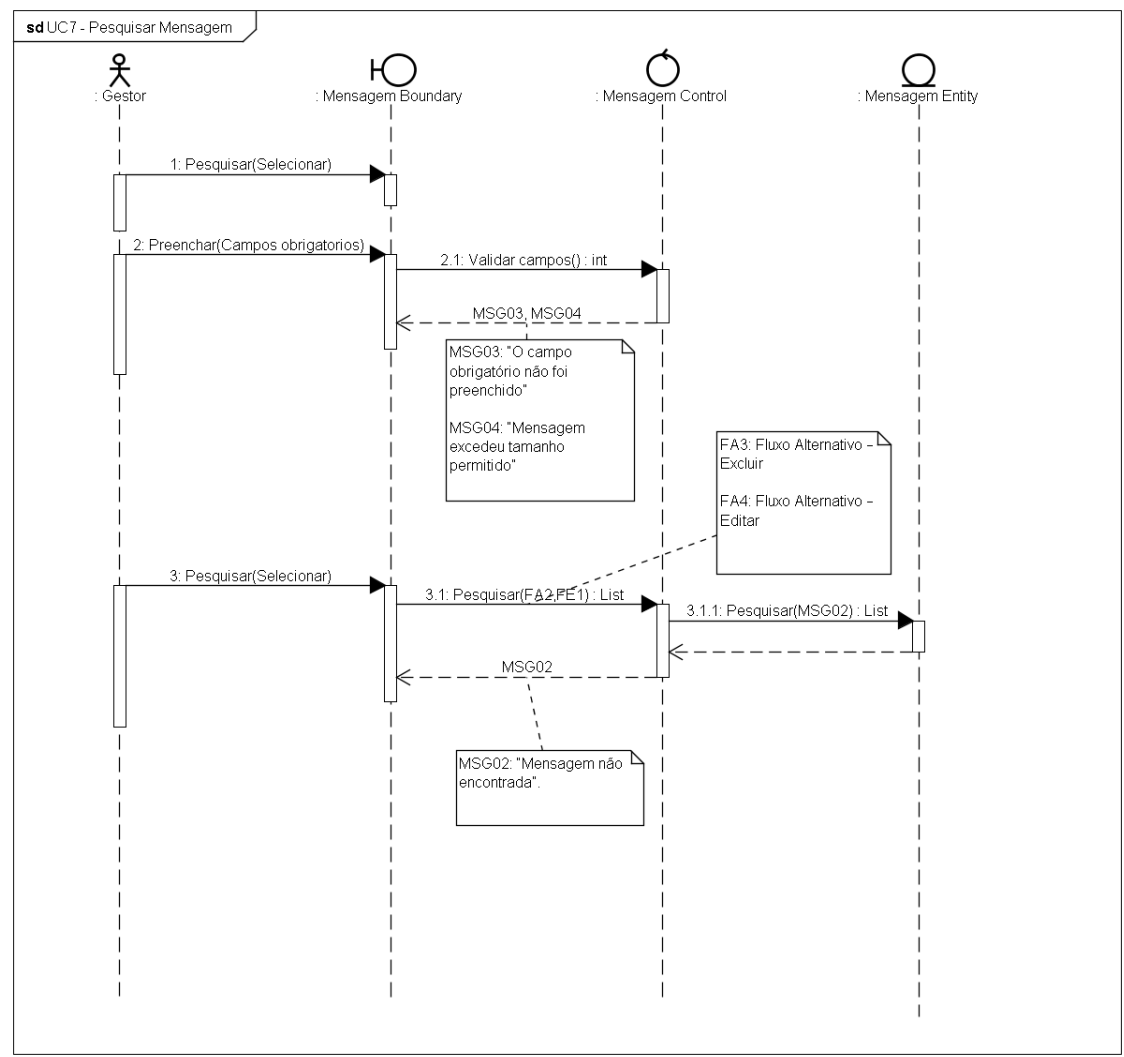 sd UC7 - Pesquisar Mensagem
: Gestor
: Mensagem Boundary
: Mensagem Control
: Mensagem Entity
1: Pesquisar(Selecionar)
2: Preenchar(Campos obrigatorios)
2.1: Validar campos() : int
MSG03, MSG04
MSG03: "O campo
obrigatório não foi
preenchido"
MSG04: "Mensagem
excedeu tamanho
permitido"
FA3: Fluxo Alternativo –
Excluir
FA4: Fluxo Alternativo –
Editar
3: Pesquisar(Selecionar)
3.1: Pesquisar(FA2,FE1) : List
3.1.1: Pesquisar(MSG02) : List
MSG02
MSG02: "Mensagem não
encontrada".